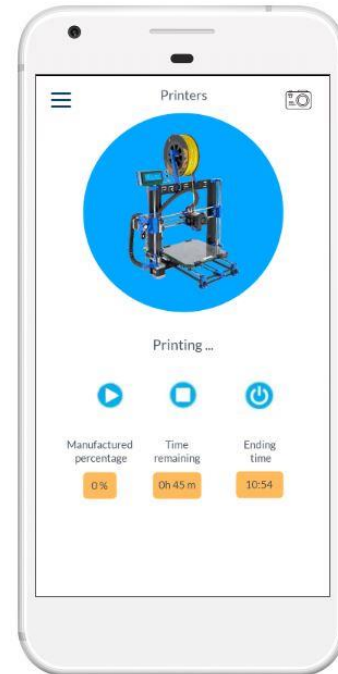 Printers
Printing ...
Manufactured
percentage
Time
remaining
Ending
time
0 %
0h 45 m
10:54